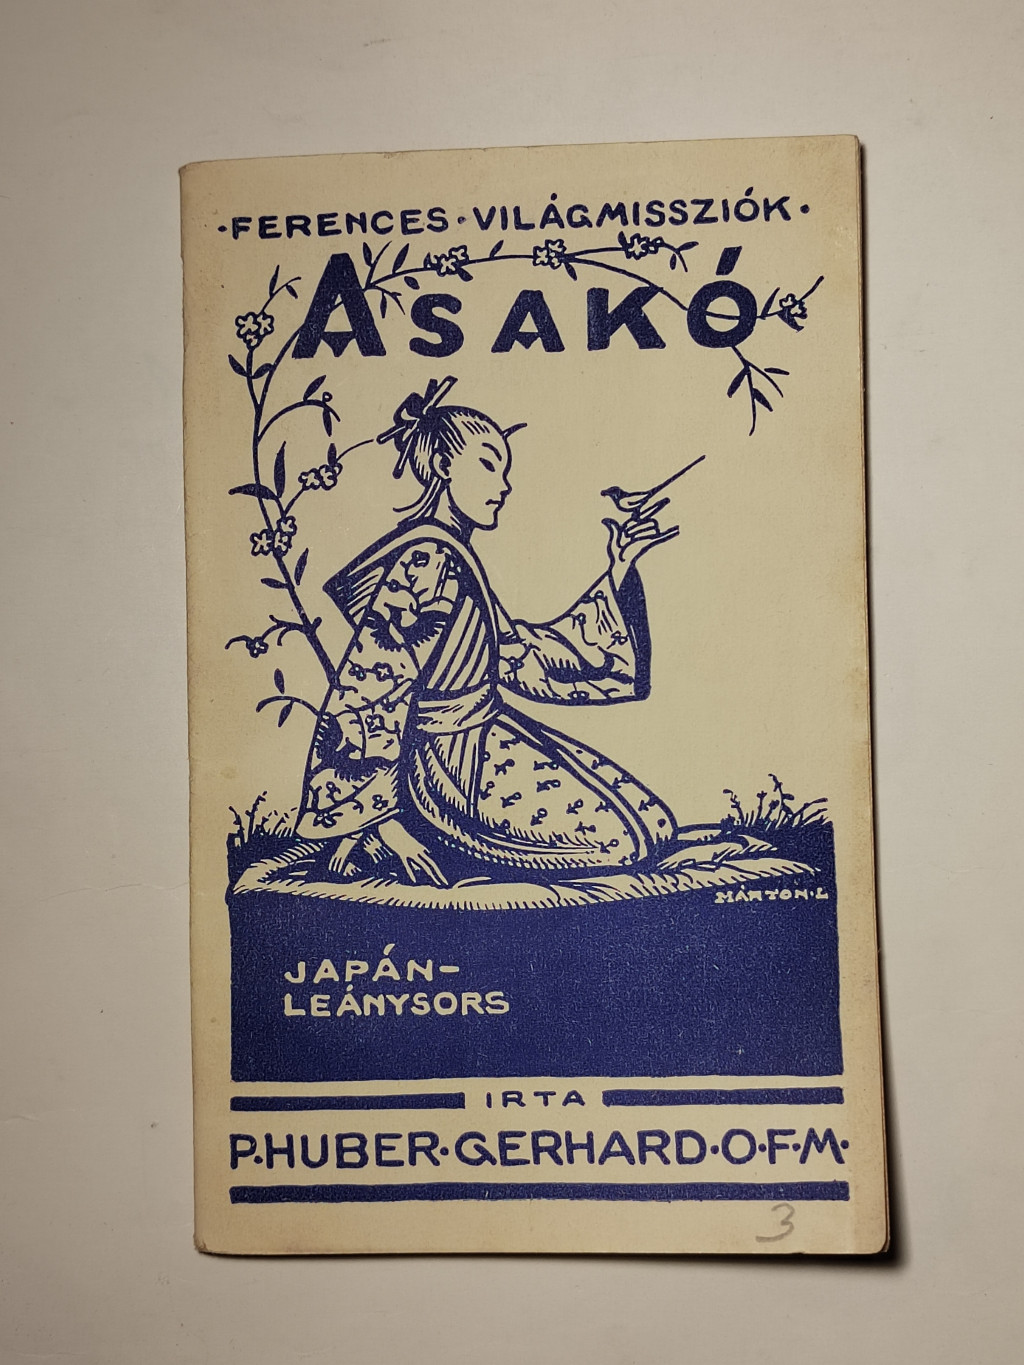 ·FERENCES·VILÁGMISSZIÓK·
ASAKÓ
MÁRTON·L
JAPÁN-
LEÁNYSORS
IRTA
P.HUBER·GERHARD·O·F·M·
3